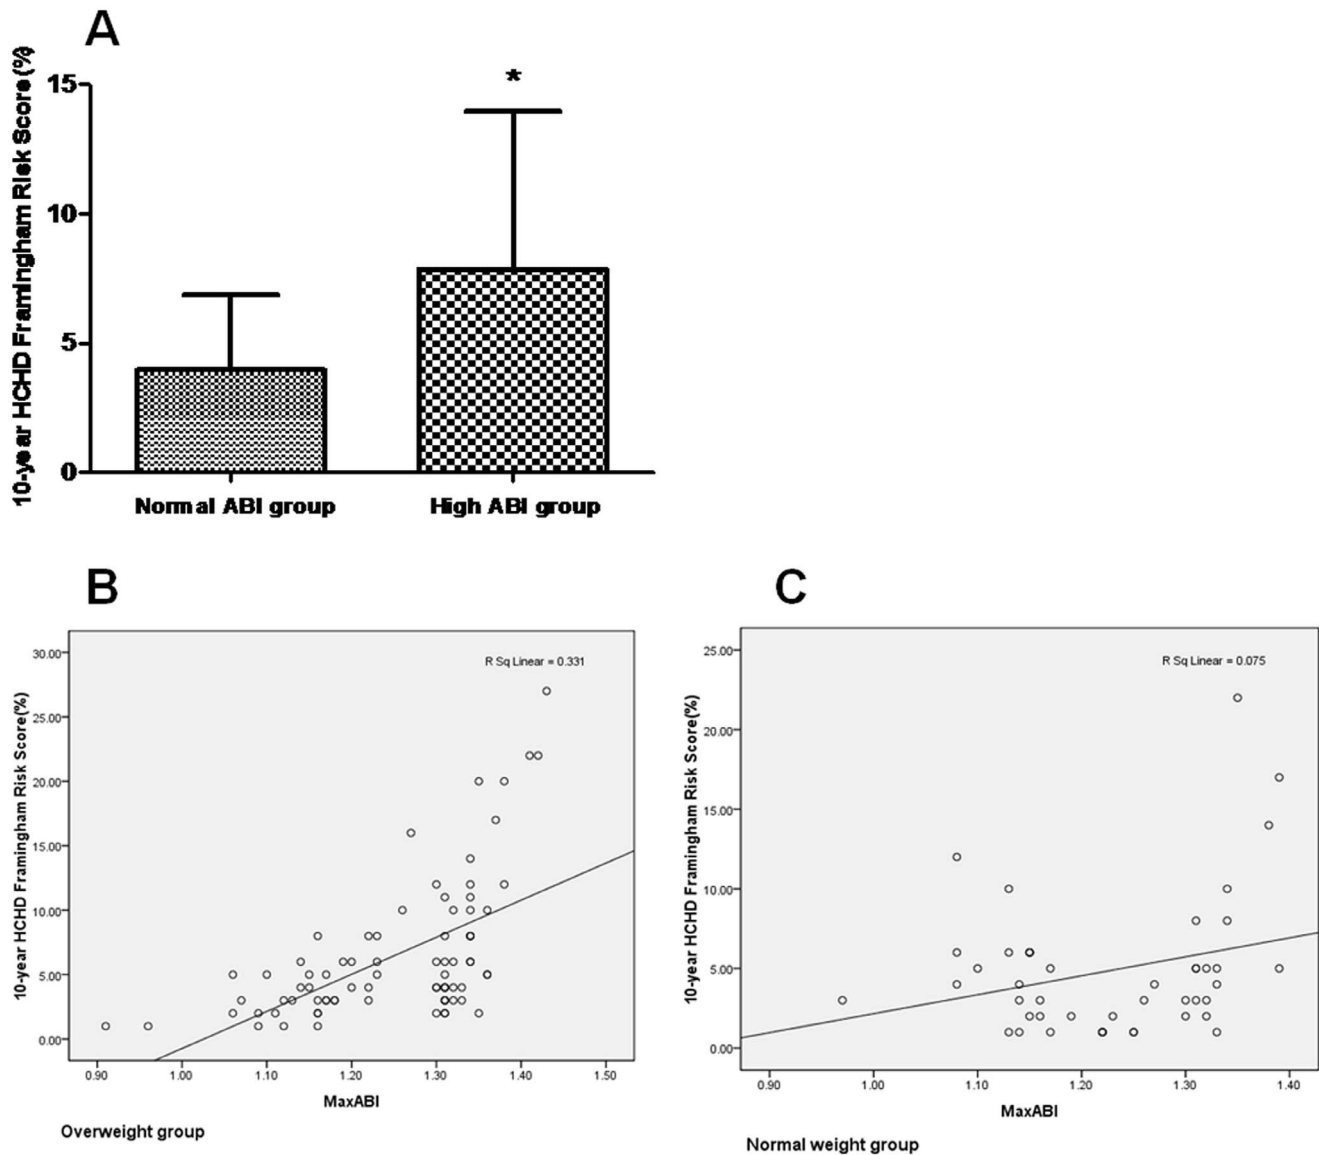 A
10-year HCHD Framingham Risk Score(%)
15
10
5
0
*
Normal ABI group
High ABI group
B
10-year HCHD Framingham Risk Score(%)
30.00
25.00
20.00
15.00
10.00
5.00
0.00
R Sq Linear = 0.331
0.90 1.00 1.10 1.20 1.30 1.40 1.50
MaxABI
Overweight group
C
10-year HCHD Framingham Risk Score(%)
25.00
20.00
15.00
10.00
5.00
0.00
R Sq Linear = 0.075
0.90 1.00 1.10 1.20 1.30 1.40
MaxABI
Normal weight group